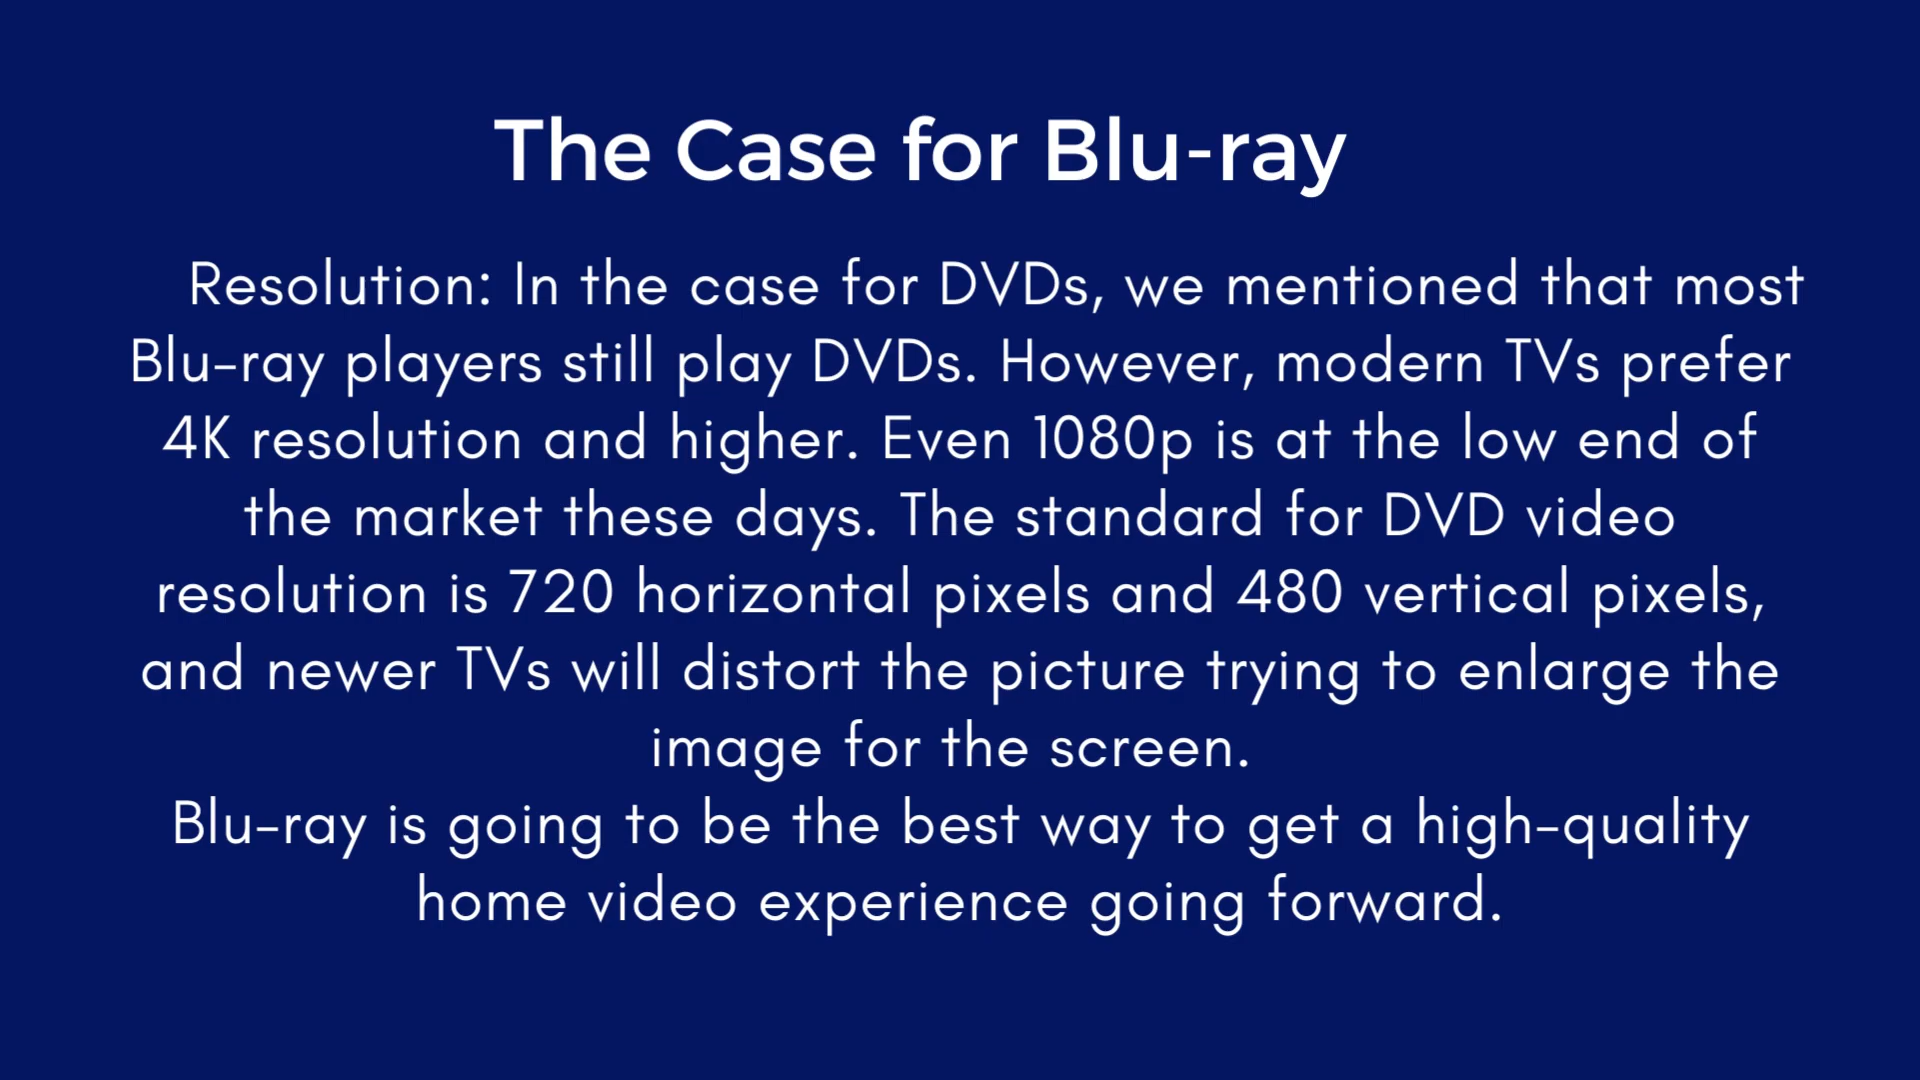 The Case for Blu-ray
Resolution: In the case for DVDs, we mentioned that most
Blu-ray players still play DVDs. However, modern TVs prefer
4K resolution and higher. Even 1080p is at the low end of
the market these days. The standard for DVD video
resolution is 720 horizontal pixels and 480 vertical pixels,
and newer TVs will distort the picture trying to enlarge the
image for the screen.
Blu-ray is going to be the best way to get a high-quality
home video experience going forward.